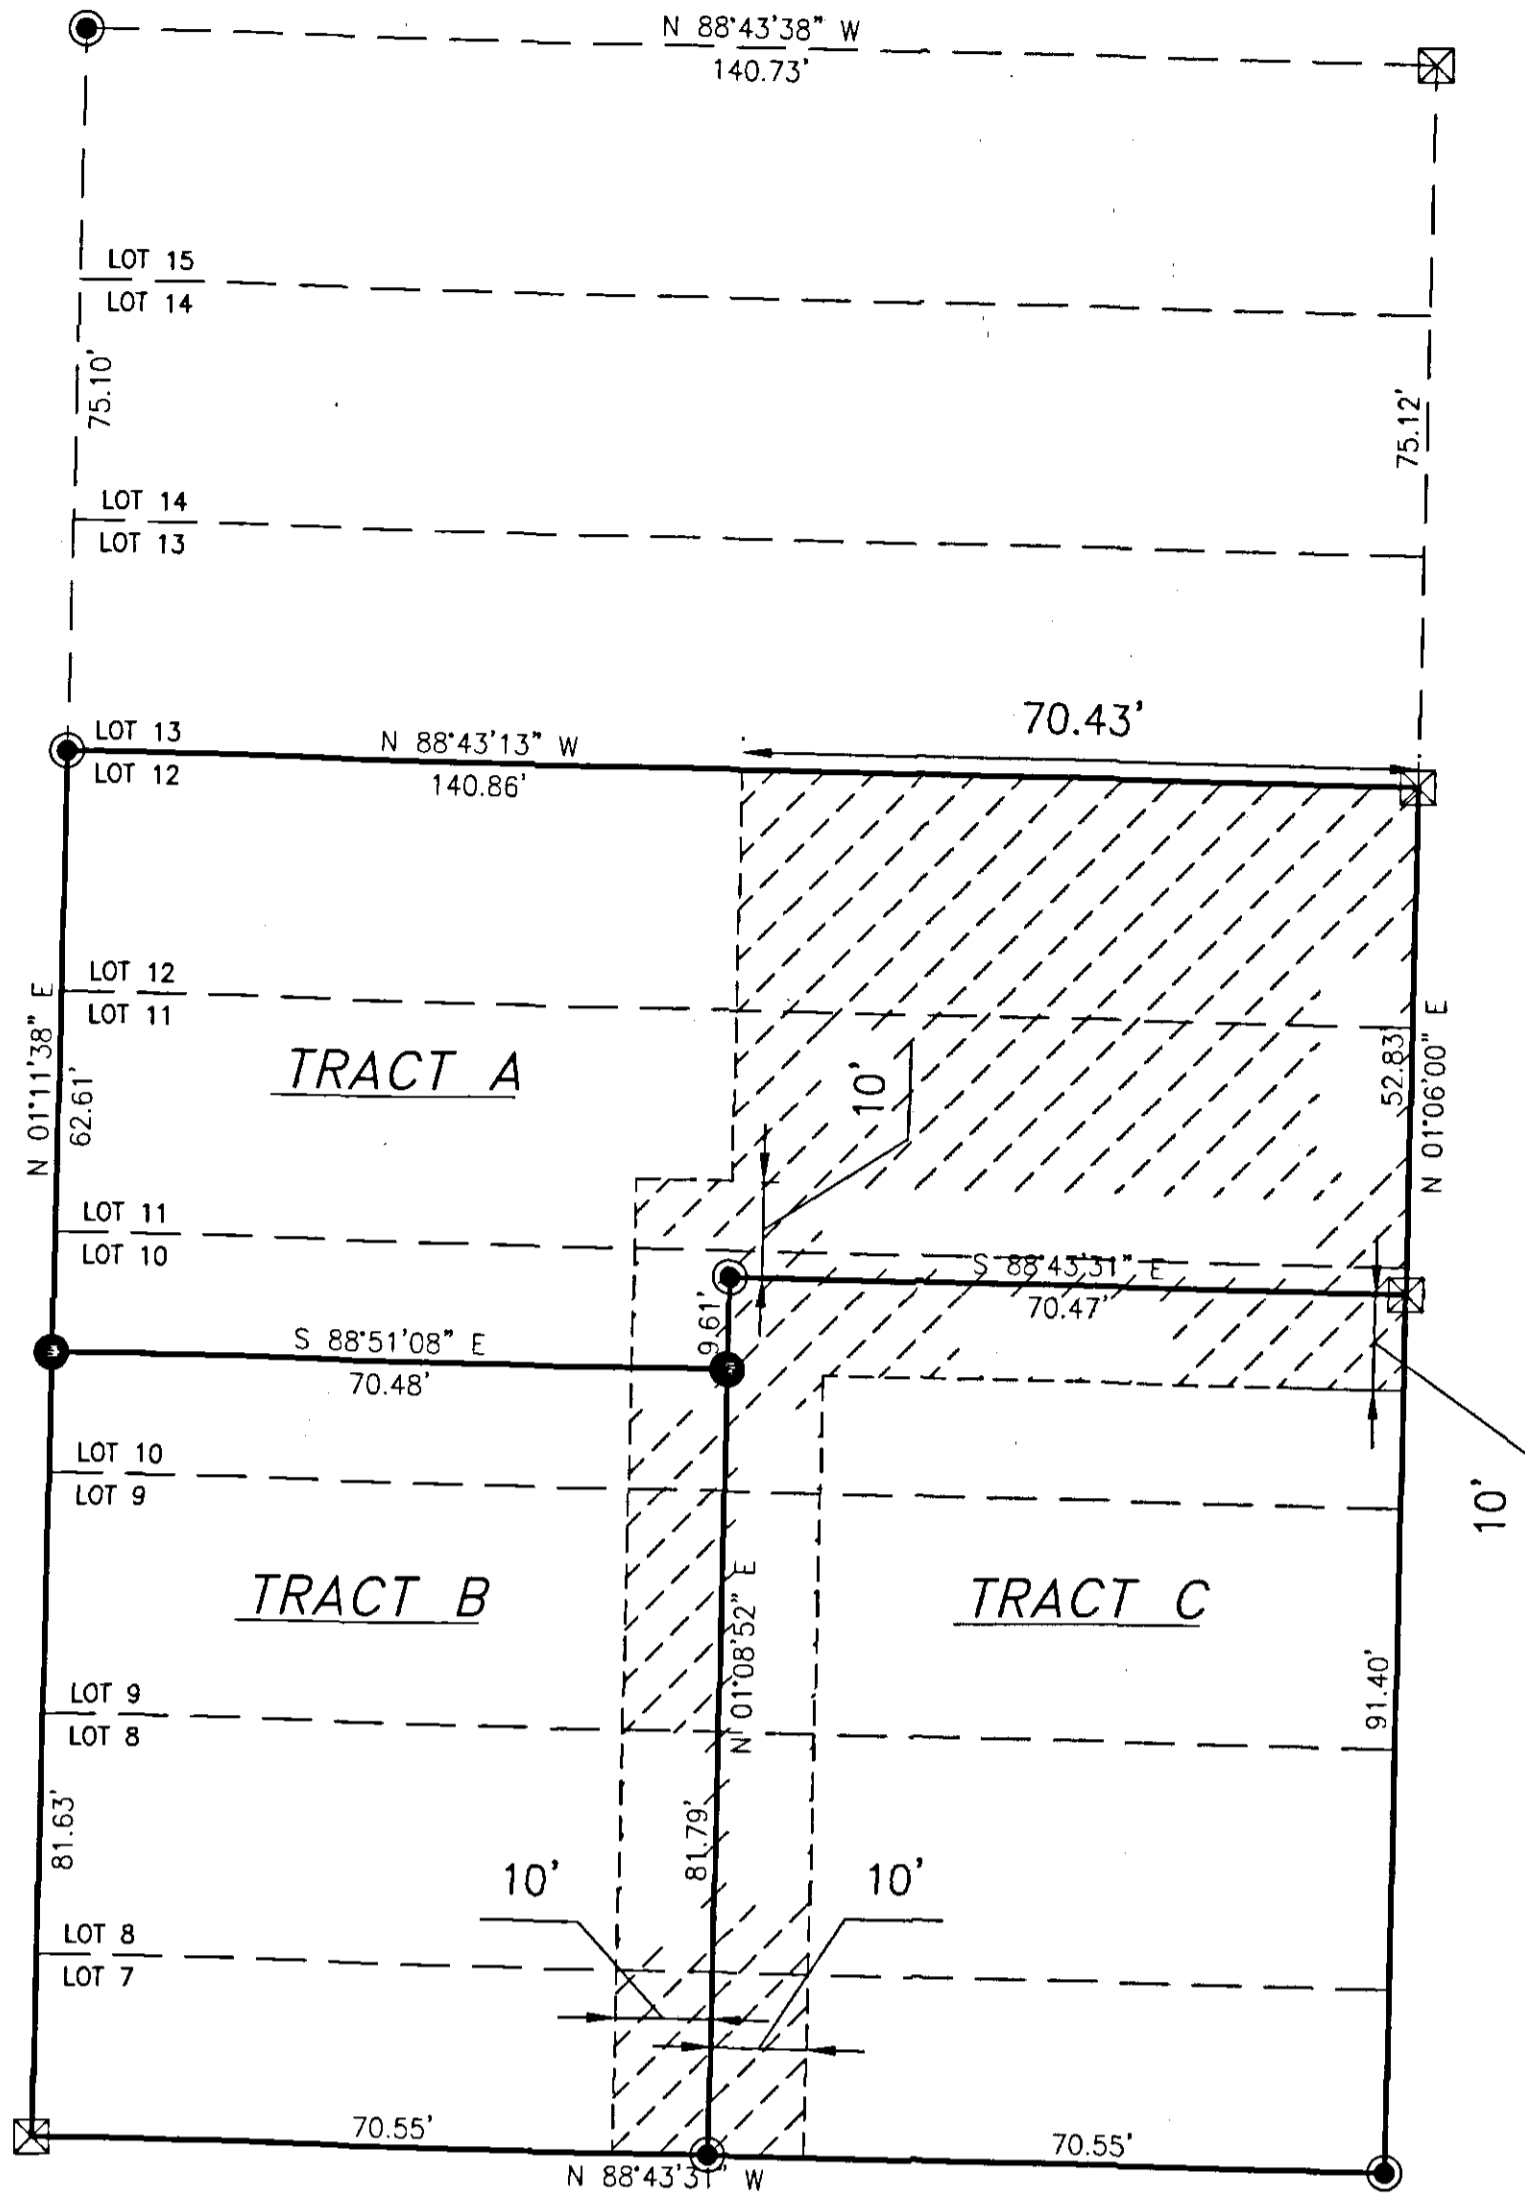 N 88°43'38" W
140.73'
LOT 15
LOT 14
75.10'
75.12'
LOT 14
LOT 13
70.43'
LOT 13
N 88°43'13" W
LOT 12
140.86'
LOT 12
LOT 11
N 01°11'38" E
62.61'
TRACT A
10'
52.83'
N 01°06'00" E
LOT 11
LOT 10
S 88°43'31" E
70.47'
9.61'
S 88°51'08" E
70.48'
LOT 10
LOT 9
10'
TRACT B
TRACT C
N 01°08'52" E
LOT 9
LOT 8
91.40'
81.63'
81.79'
10'
10'
LOT 8
LOT 7
70.55'
70.55'
N 88°43'31" W